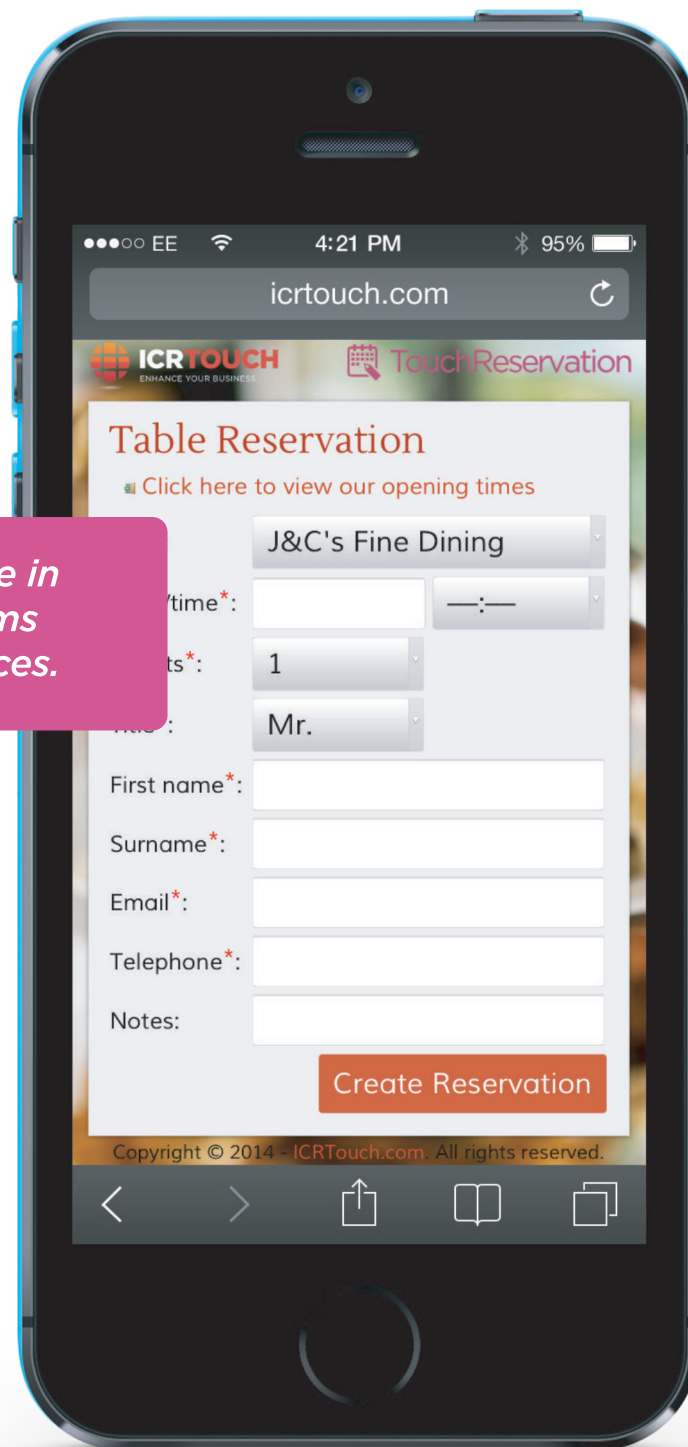 EE 4:21 PM 95%
icrtouch.com
ICRTOUCH TouchReservation
ENHANCE YOUR BUSINESS
Table Reservation
Click here to view our opening times
J&C's Fine Dining
e in
/time*: —:—
ms
ts*: 1
ces.
Title*: Mr.
First name*:
Surname*:
Email*:
Telephone*:
Notes:
Create Reservation
Copyright © 2014 - ICRTouch.com. All rights reserved.